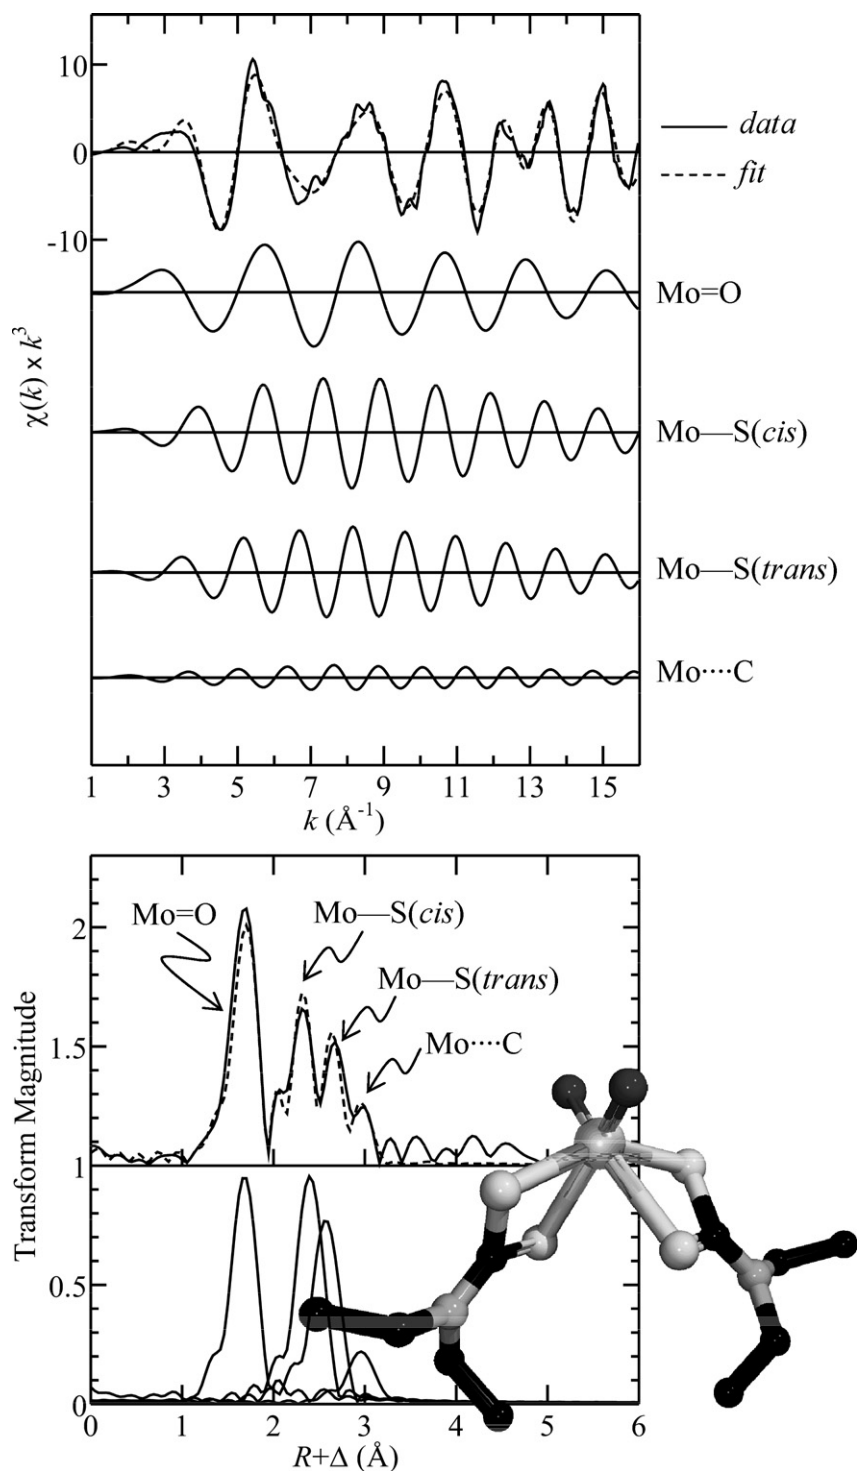 10
0
-10
χ(k) x k³
data
fit
Mo=O
Mo—S(cis)
Mo—S(trans)
Mo····C
1 3 5 7 9 11 13 15
k (Å⁻¹)
Mo=O
Mo—S(cis)
Mo—S(trans)
Mo····C
2
1.5
1
0.5
0
Transform Magnitude
0 1 2 3 4 5 6
R+Δ (Å)